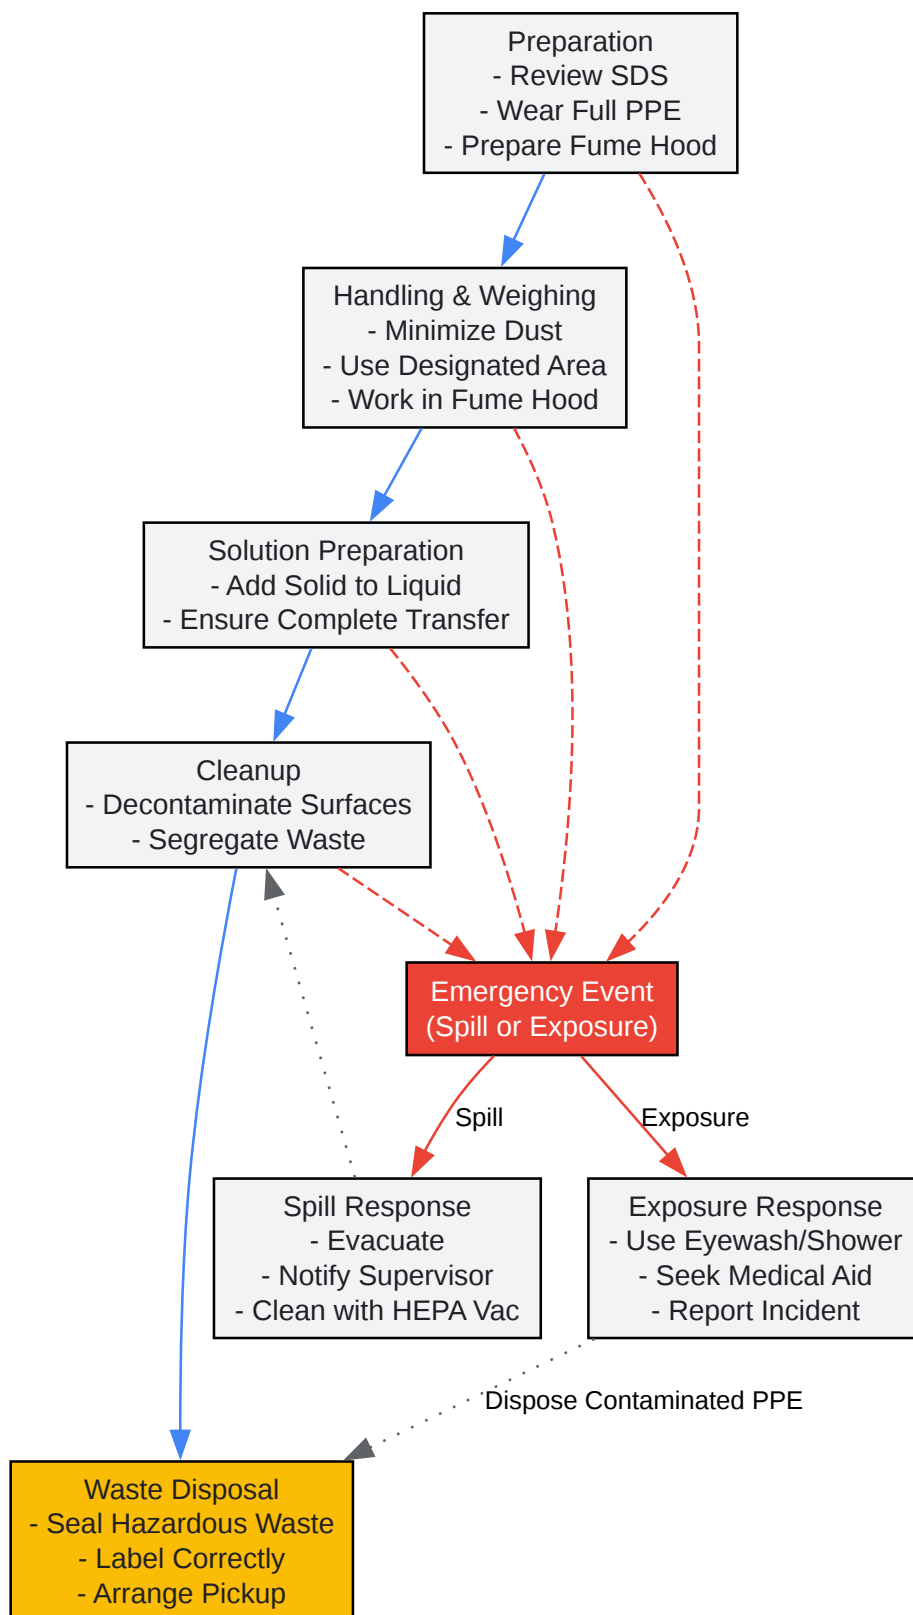 Preparation
- Review SDS
- Wear Full PPE
- Prepare Fume Hood
Handling & Weighing
- Minimize Dust
- Use Designated Area
- Work in Fume Hood
Solution Preparation
- Add Solid to Liquid
- Ensure Complete Transfer
Cleanup
- Decontaminate Surfaces
- Segregate Waste
Emergency Event
(Spill or Exposure)
Spill
Exposure
Spill Response
- Evacuate
- Notify Supervisor
- Clean with HEPA Vac
Exposure Response
- Use Eyewash/Shower
- Seek Medical Aid
- Report Incident
Dispose Contaminated PPE
Waste Disposal
- Seal Hazardous Waste
- Label Correctly
- Arrange Pickup